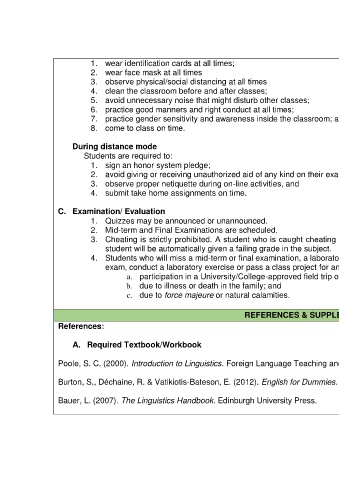 1. wear identification cards at all times;
2. wear face mask at all times
3. observe physical/social distancing at all times
4. clean the classroom before and after classes;
5. avoid unnecessary noise that might disturb other classes;
6. practice good manners and right conduct at all times;
7. practice gender sensitivity and awareness inside the classroom; a
8. come to class on time.
During distance mode
Students are required to:
1. sign an honor system pledge;
2. avoid giving or receiving unauthorized aid of any kind on their exa
3. observe proper netiquette during on-line activities, and
4. submit take home assignments on time.
C. Examination/ Evaluation
1. Quizzes may be announced or unannounced.
2. Mid-term and Final Examinations are scheduled.
3. Cheating is strictly prohibited. A student who is caught cheating
student will be automatically given a failing grade in the subject.
4. Students who will miss a mid-term or final examination, a laborato
exam, conduct a laboratory exercise or pass a class project for an
a. participation in a University/College-approved field trip o
b. due to illness or death in the family; and
c. due to force majeure or natural calamities.
REFERENCES & SUPPLE
References:
A. Required Textbook/Workbook
Poole, S. C. (2000). Introduction to Linguistics. Foreign Language Teaching and
Burton, S., Déchaine, R. & Vatikiotis-Bateson, E. (2012). English for Dummies.
Bauer, L. (2007). The Linguistics Handbook. Edinburgh University Press.